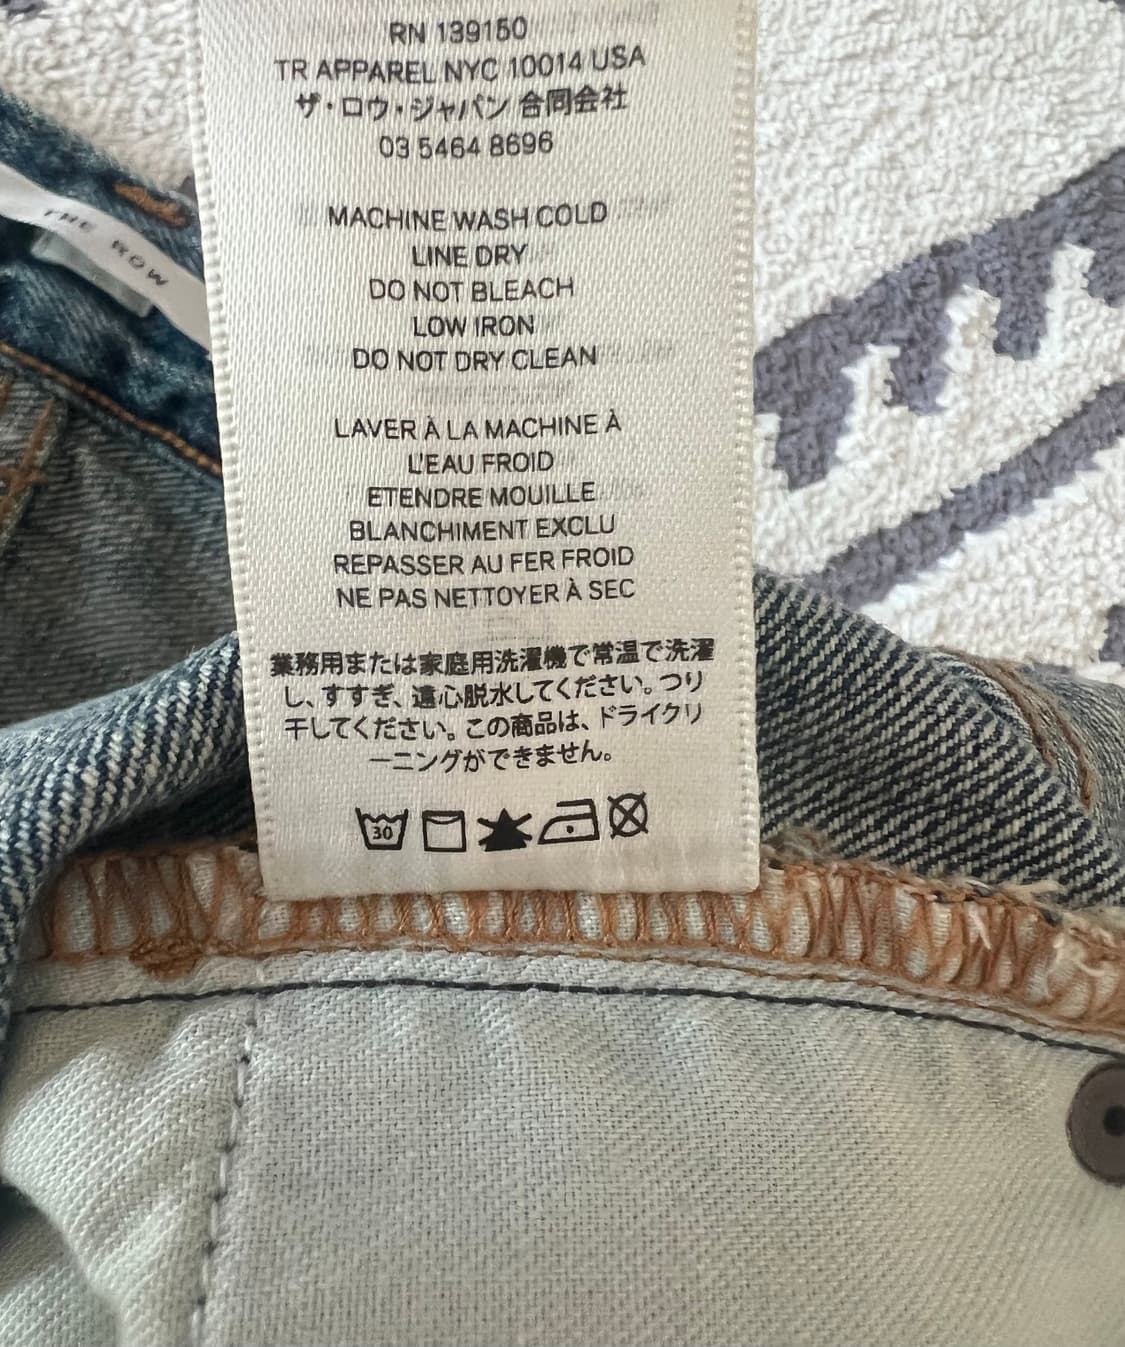 RN 139150
TR APPAREL NYC 10014 USA
ザ・ロウ・ジャパン 合同会社
03 5464 8696
MACHINE WASH COLD
LINE DRY
DO NOT BLEACH
LOW IRON
DO NOT DRY CLEAN
LAVER À LA MACHINE À
L'EAU FROID
ETENDRE MOUILLE
BLANCHIMENT EXCLU
REPASSER AU FER FROID
NE PAS NETTOYER À SEC
業務用または家庭用洗濯機で常温で洗濯
し、すすぎ、遠心脱水してください。つり
干してください。この商品は、ドライクリ
ーニングができません。
30
THE ROW